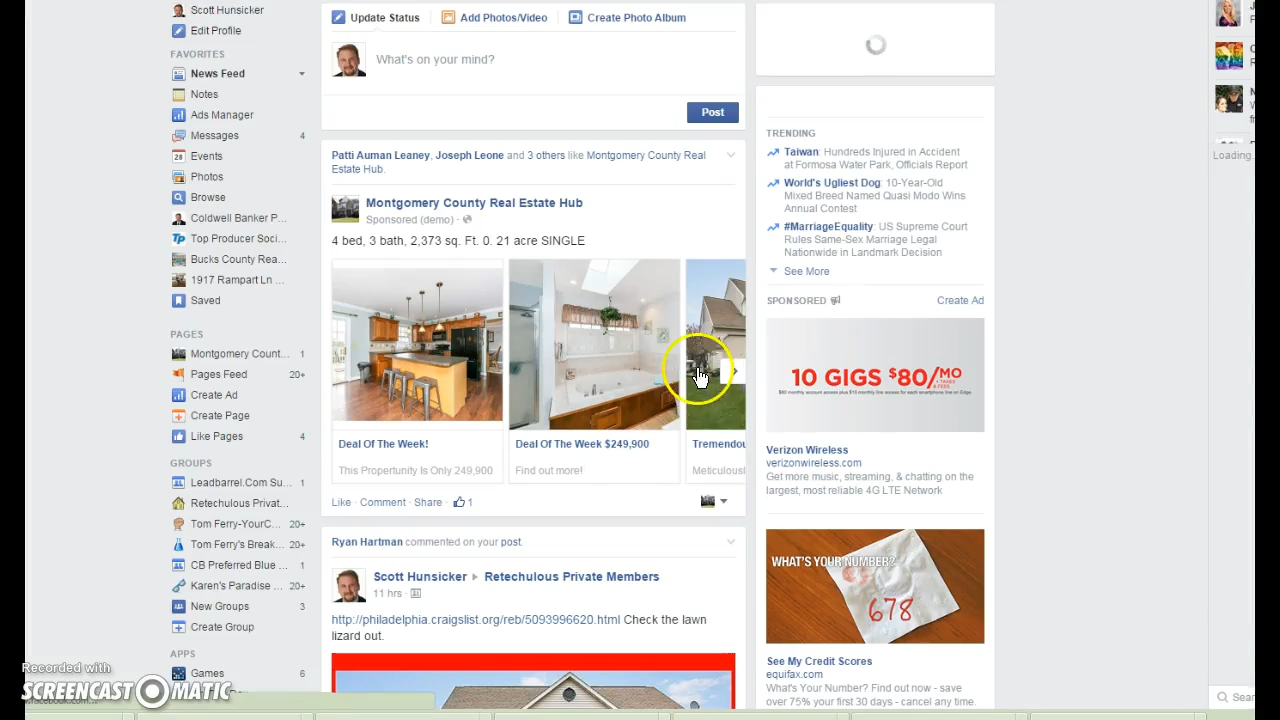 Scott Hunsicker
Edit Profile
FAVORITES
News Feed
Notes
Ads Manager
Messages 4
Events
Photos
Browse
Coldwell Banker P...
Top Producer Soci...
Bucks County Rea...
1917 Rampart Ln ...
Saved
PAGES
Montgomery Count... 1
Pages Feed 20+
Create Ad
Create Page
Like Pages 4
GROUPS
Leadbarrel.Com Su... 1
Retechulous Privat... 1
Tom Ferry-YourC... 20+
Tom Ferry's Break... 20+
CB Preferred Blue ... 1
Karen's Paradise ... 20+
New Groups 3
Create Group
APPS
Games 6
Recorded with
SCREENCAST MATIC
Update Status
Add Photos/Video
Create Photo Album
What's on your mind?
Post
Patti Auman Leaney, Joseph Leone and 3 others like Montgomery County Real
Estate Hub.
Montgomery County Real Estate Hub
Sponsored (demo) ·
4 bed, 3 bath, 2,373 sq. Ft. 0. 21 acre SINGLE
Deal Of The Week!
This Propertunity Is Only 249,900
Deal Of The Week $249,900
Find out more!
Tremendou
Meticulousl
Like · Comment · Share · 1
Ryan Hartman commented on your post.
Scott Hunsicker ▸ Retechulous Private Members
11 hrs ·
http://philadelphia.craigslist.org/reb/5093996620.html Check the lawn
lizard out.
TRENDING
Taiwan: Hundreds Injured in Accident
at Formosa Water Park, Officials Report
World's Ugliest Dog: 10-Year-Old
Mixed Breed Named Quasi Modo Wins
Annual Contest
#MarriageEquality: US Supreme Court
Rules Same-Sex Marriage Legal
Nationwide in Landmark Decision
See More
SPONSORED
Create Ad
10 GIGS $80/MO
Verizon Wireless
verizonwireless.com
Get more music, streaming, & chatting on the
largest, most reliable 4G LTE Network
WHAT'S YOUR NUMBER?
678
See My Credit Scores
equifax.com
What's Your Number? Find out now - save
over 75% your first 30 days - cancel any time.
Loading
Sear